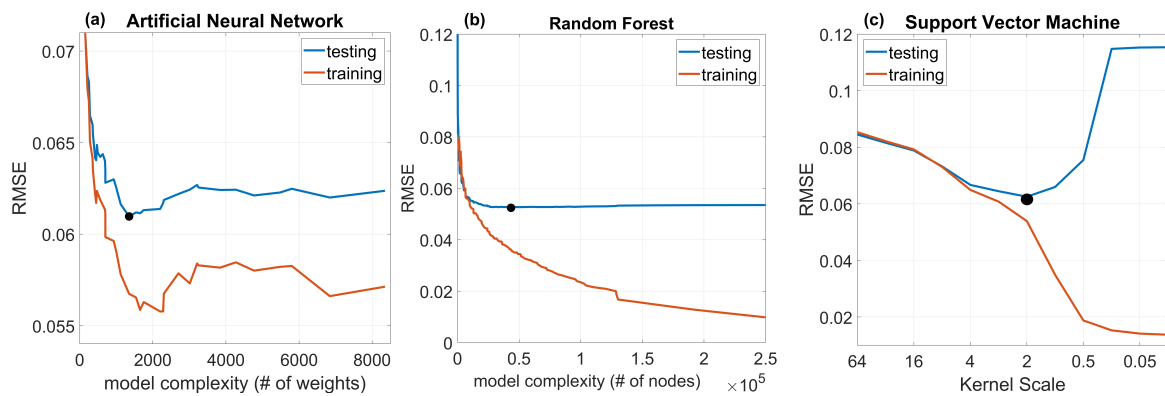 (a) Artificial Neural Network
testing
training
0.07
0.065
0.06
0.055
RMSE
0 2000 4000 6000 8000
model complexity (# of weights)
(b) Random Forest
testing
training
0.12
0.1
0.08
0.06
0.04
0.02
0
RMSE
0 0.5 1 1.5 2 2.5
model complexity (# of nodes) ×10^5
(c) Support Vector Machine
testing
training
0.12
0.1
0.08
0.06
0.04
0.02
RMSE
64 16 4 2 0.5 0.05
Kernel Scale